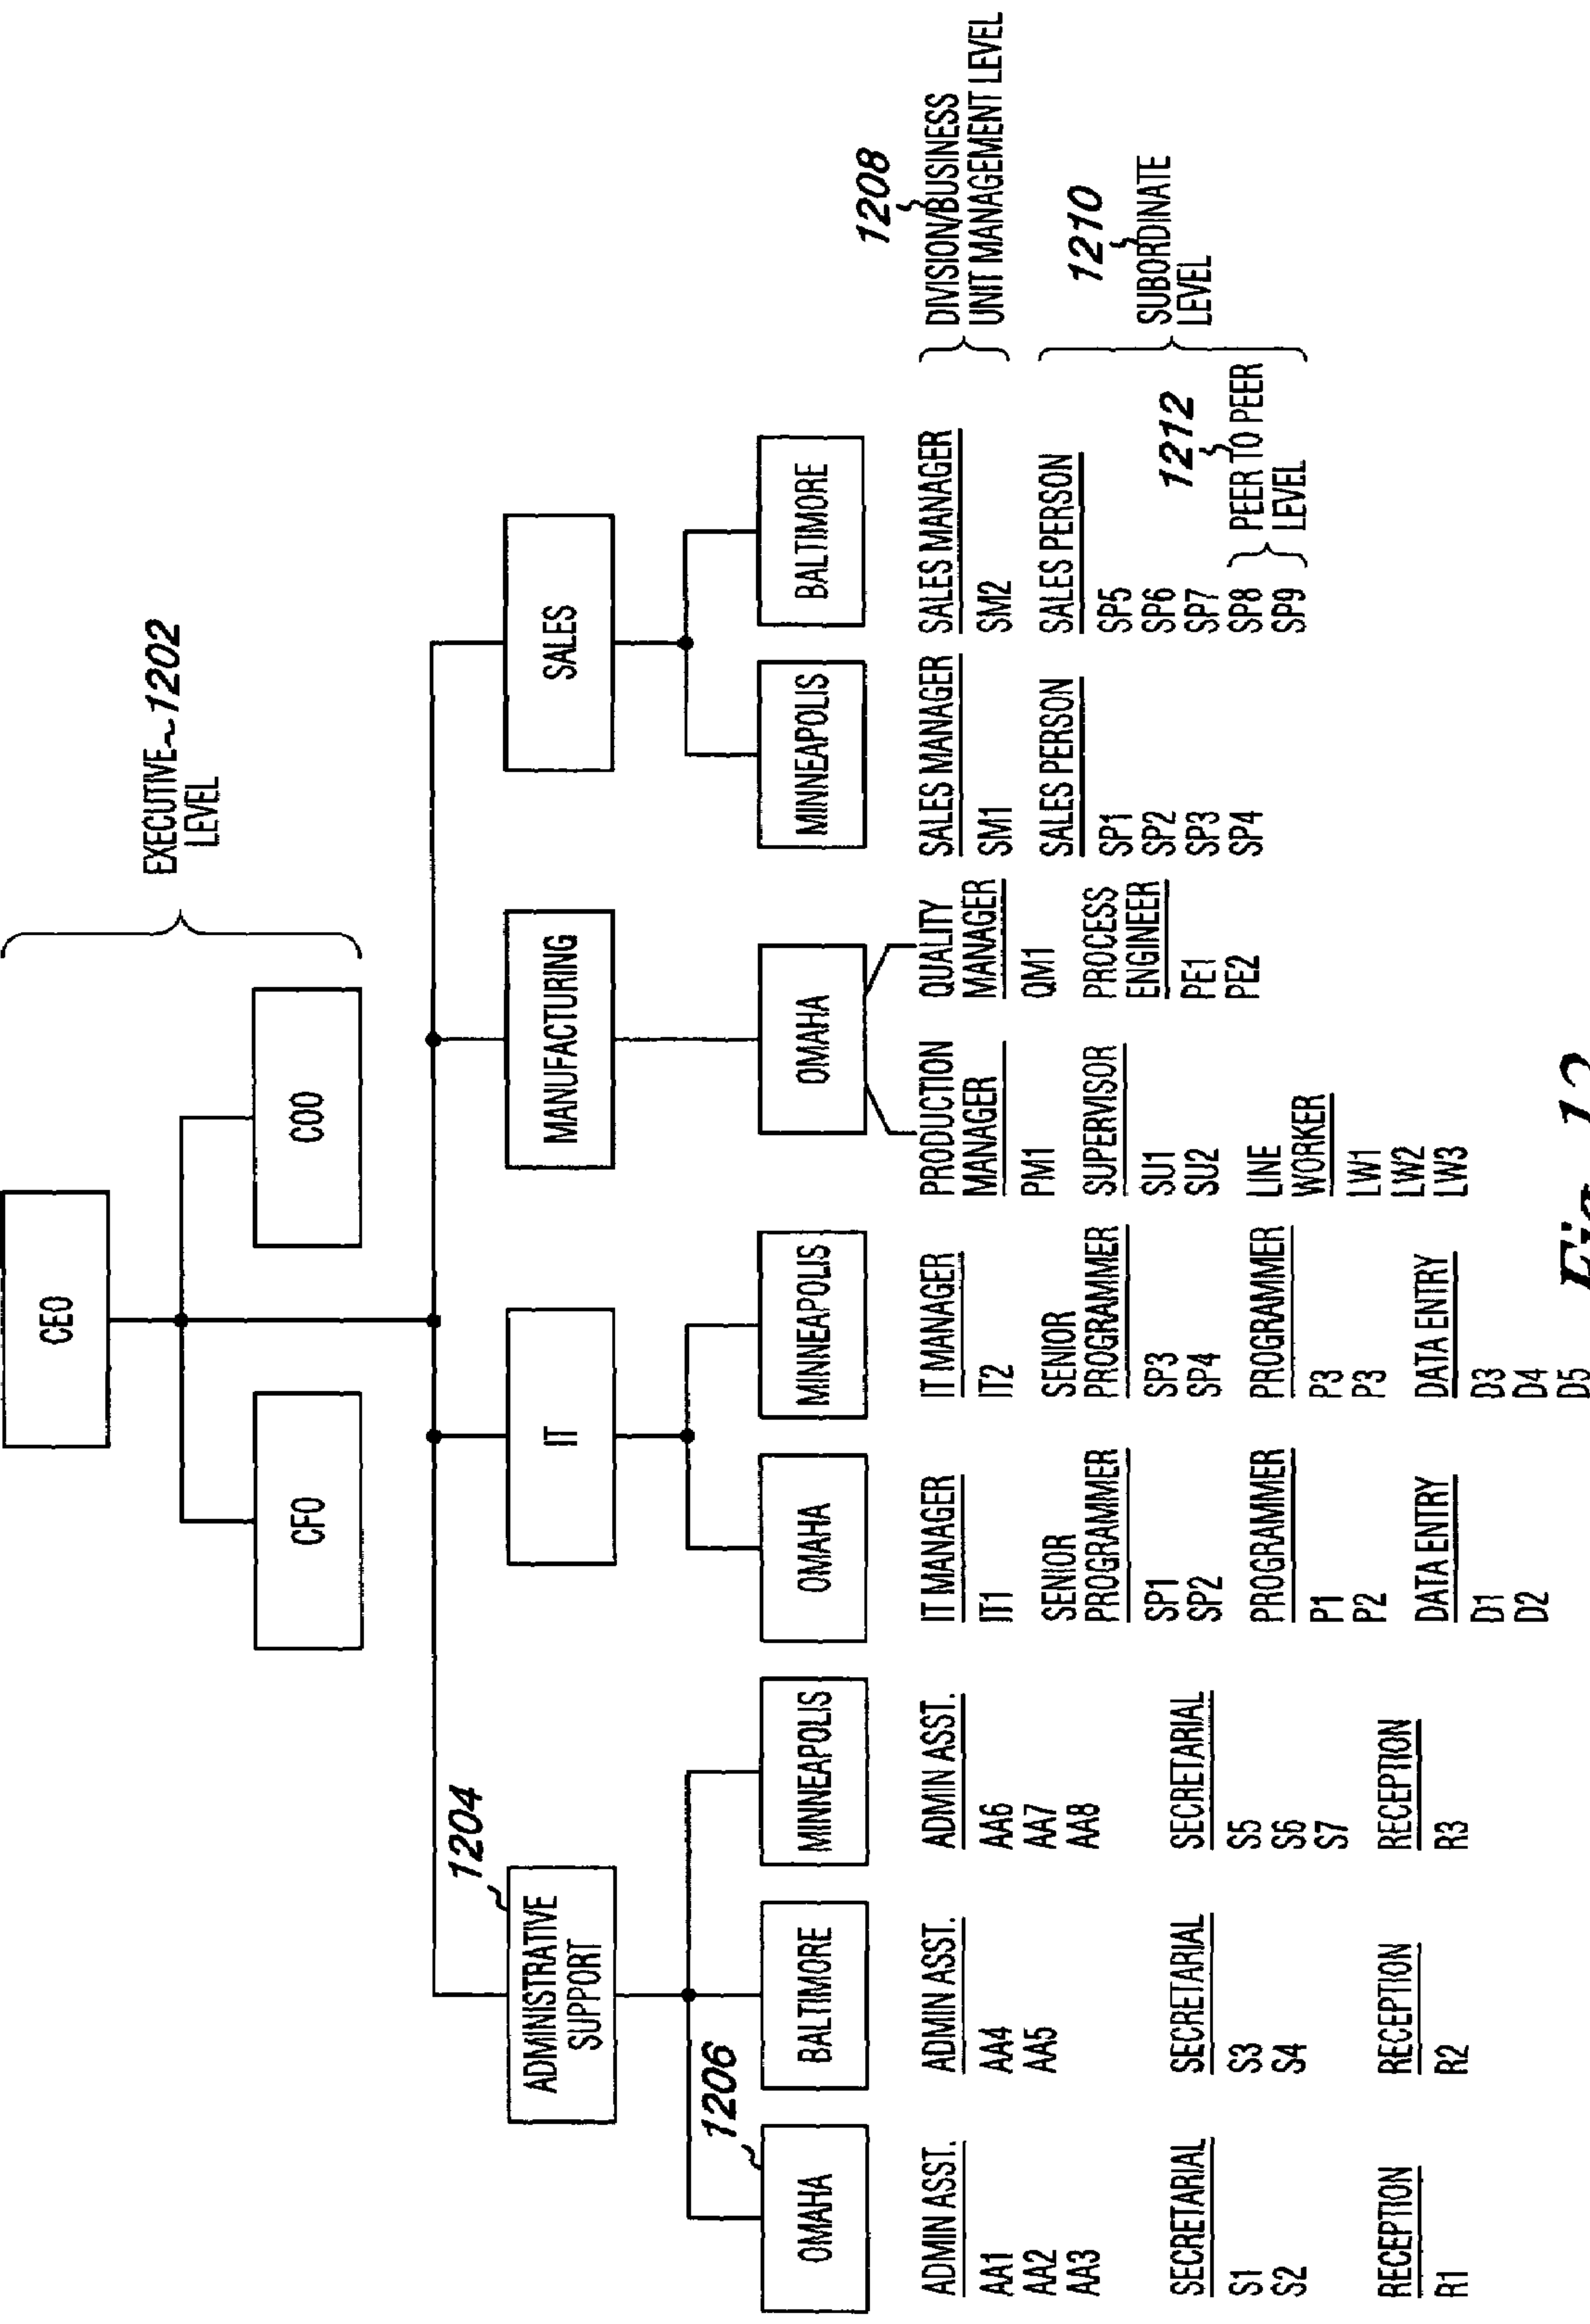 CEO
CFO
COO
EXECUTIVE
LEVEL
1202
ADMINISTRATIVE
SUPPORT
1204
IT
MANUFACTURING
SALES
OMAHA
1206
BALTIMORE
MINNEAPOLIS
OMAHA
MINNEAPOLIS
OMAHA
MINNEAPOLIS
BALTIMORE
ADMIN ASST.
AA1
AA2
AA3
SECRETARIAL
S1
S2
RECEPTION
R1
ADMIN ASST.
AA4
AA5
SECRETARIAL
S3
S4
RECEPTION
R2
ADMIN ASST.
AA6
AA7
AA8
SECRETARIAL
S5
S6
S7
RECEPTION
R3
IT MANAGER
IT1
SENIOR
PROGRAMMER
SP1
SP2
PROGRAMMER
P1
P2
DATA ENTRY
D1
D2
IT MANAGER
IT2
SENIOR
PROGRAMMER
SP3
SP4
PROGRAMMER
P3
P3
DATA ENTRY
D3
D4
D5
PRODUCTION
MANAGER
PM1
SUPERVISOR
SU1
SU2
LINE
WORKER
LW1
LW2
LW3
QUALITY
MANAGER
QM1
PROCESS
ENGINEER
PE1
PE2
SALES MANAGER
SM1
SALES PERSON
SP1
SP2
SP3
SP4
SALES MANAGER
SM2
SALES PERSON
SP5
SP6
SP7
SP8
SP9
1208
DIVISION/BUSINESS
UNIT MANAGEMENT LEVEL
1210
SUBORDINATE
LEVEL
1212
PEER TO PEER
LEVEL